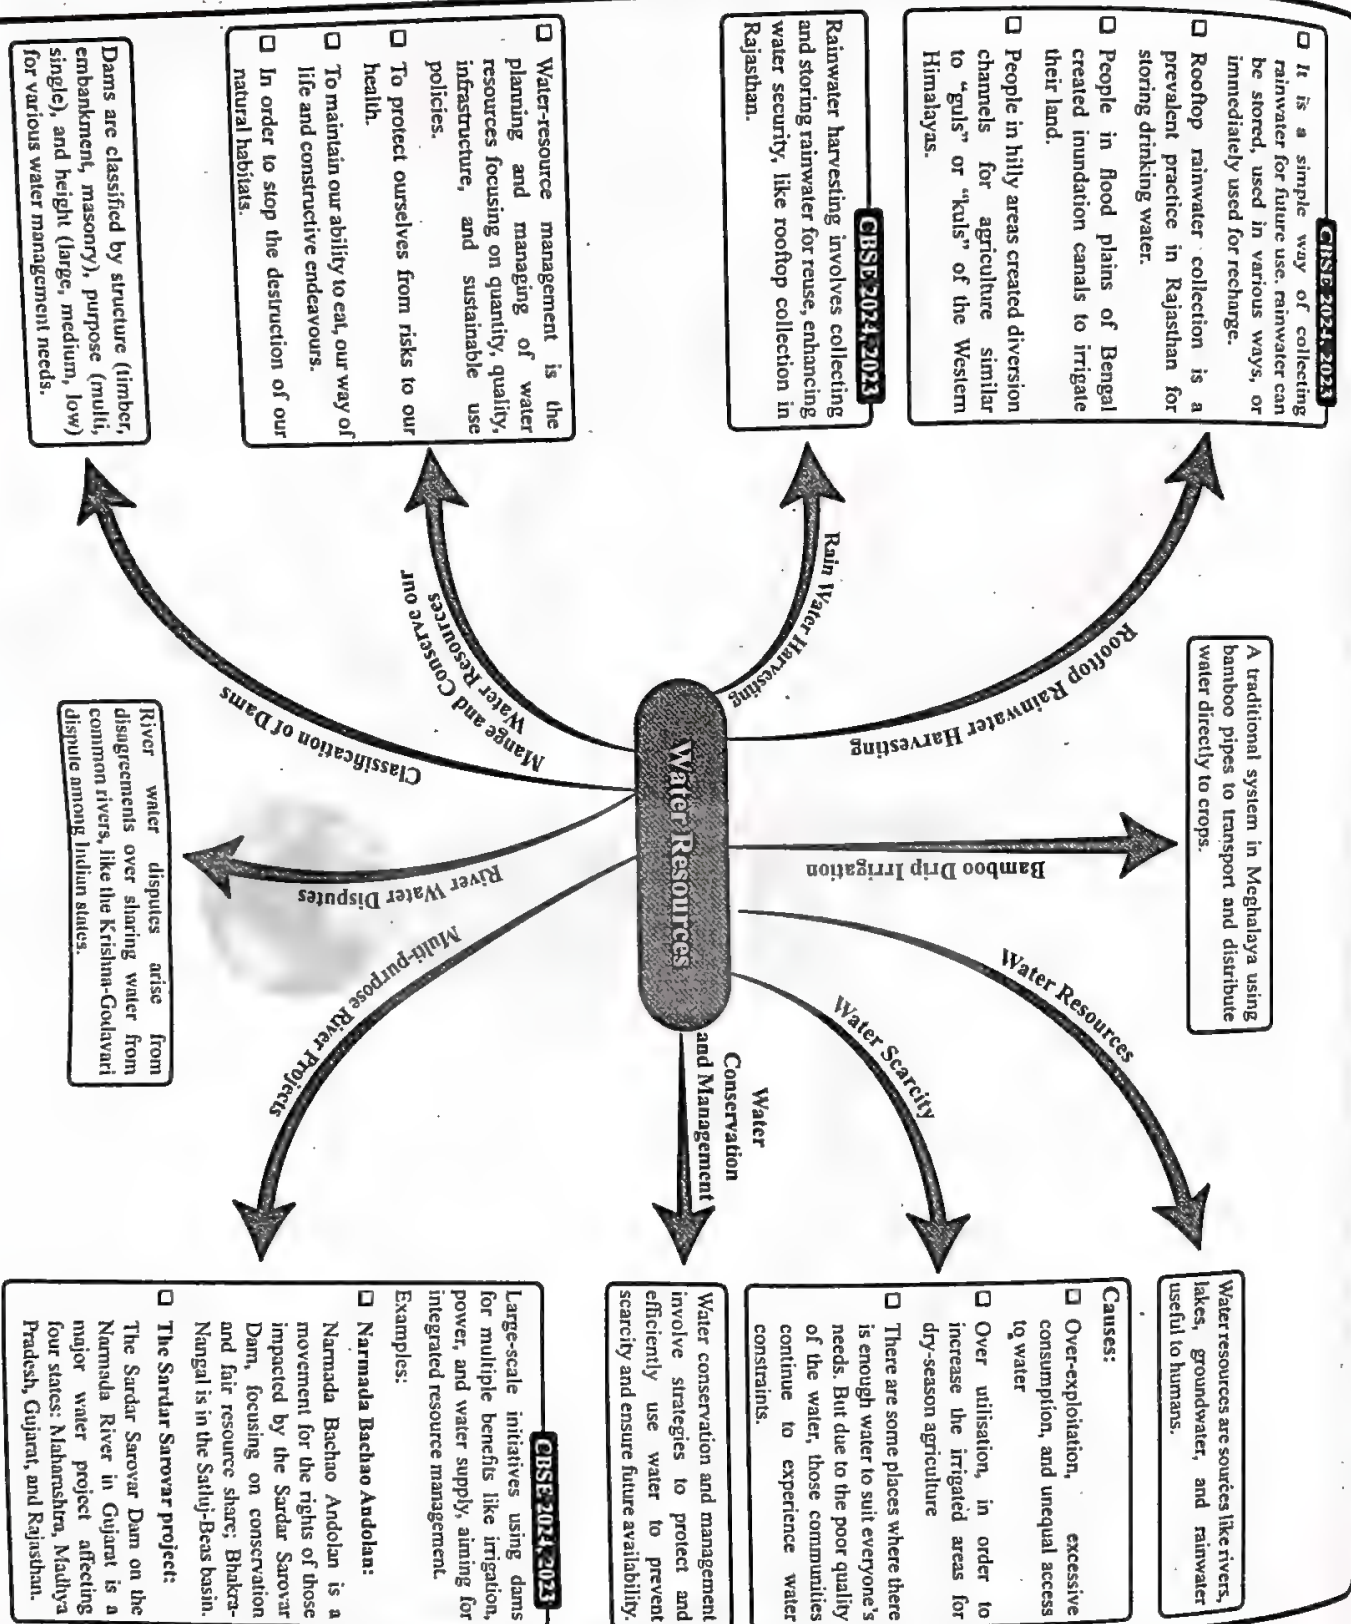 CBSE 2024, 2023
❑ It is a simple way of collecting
rainwater for future use. rainwater can
be stored, used in various ways, or
immediately used for recharge.
❑ Rooftop rainwater collection is a
prevalent practice in Rajasthan for
storing drinking water.
❑ People in flood plains of Bengal
created inundation canals to irrigate
their land.
❑ People in hilly areas created diversion
channels for agriculture similar
to "guls" or "kuls" of the Western
Himalayas.
Rooftop Rainwater Harvesting
A traditional system in Meghalaya using
bamboo pipes to transport and distribute
water directly to crops.
Bamboo Drip Irrigation
Water resources are sources like rivers,
lakes, groundwater, and rainwater
useful to humans.
Water Resources
CBSE 2024, 2023
Rainwater harvesting involves collecting
and storing rainwater for reuse, enhancing
water security, like rooftop collection in
Rajasthan.
Rain Water Harvesting
Causes:
❑ Over-exploitation, excessive
consumption, and unequal access
to water
❑ Over utilisation, in order to
increase the irrigated areas for
dry-season agriculture
❑ There are some places where there
is enough water to suit everyone's
needs. But due to the poor quality
of the water, those communities
continue to experience water
constraints.
Water Scarcity
Water Resources
Water
Conservation
and Management
Water conservation and management
involve strategies to protect and
efficiently use water to prevent
scarcity and ensure future availability.
❑ Water-resource management is the
planning and managing of water
resources focusing on quantity, quality,
infrastructure, and sustainable use
policies.
❑ To protect ourselves from risks to our
health.
❑ To maintain our ability to eat, our way of
life and constructive endeavours.
❑ In order to stop the destruction of our
natural habitats.
Mange and Conserve our
Water Resources
Dams are classified by structure (timber,
embankment, masonry), purpose (multi,
single), and height (large, medium, low)
for various water management needs.
Classification of Dams
River Water Disputes
River water disputes arise from
disagreements over sharing water from
common rivers, like the Krishna-Godavari
dispute among Indian states.
Multi-purpose River Projects
CBSE 2024, 2023
Large-scale initiatives using dams
for multiple benefits like irrigation,
power, and water supply, aiming for
integrated resource management.
Examples:
❑ Narmada Bachao Andolan:
Narmada Bachao Andolan is a
movement for the rights of those
impacted by the Sardar Sarovar
Dam, focusing on conservation
and fair resource share; Bhakra-
Nangal is in the Satluj-Beas basin.
❑ The Sardar Sarovar project:
The Sardar Sarovar Dam on the
Narmada River in Gujarat is a
major water project affecting
four states: Maharashtra, Madhya
Pradesh, Gujarat, and Rajasthan.